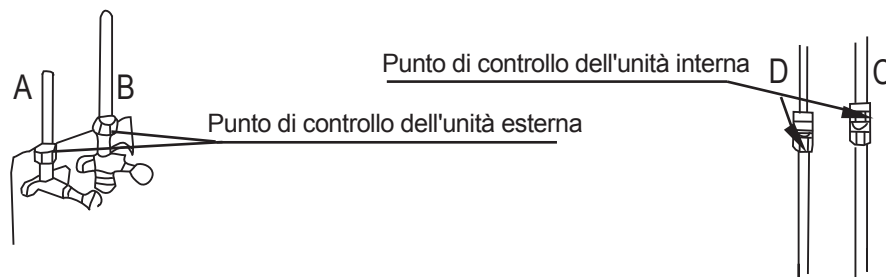 A
B
Punto di controllo dell'unità esterna
Punto di controllo dell'unità interna
D
C